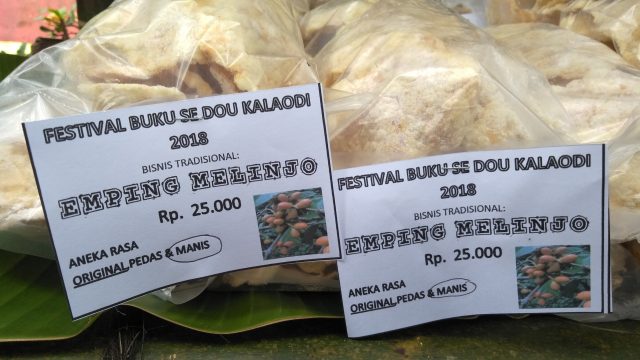 FESTIVAL BUKU SE DOU KALAODI
2018
BISNIS TRADISIONAL:
EMPING MELINJO
Rp. 25.000
ANEKA RASA
ORIGINAL PEDAS & MANIS
FESTIVAL BUKU SE DOU KALAODI
2018
BISNIS TRADISIONAL:
EMPING MELINJO
Rp. 25.000
ANEKA RASA
ORIGINAL PEDAS & MANIS